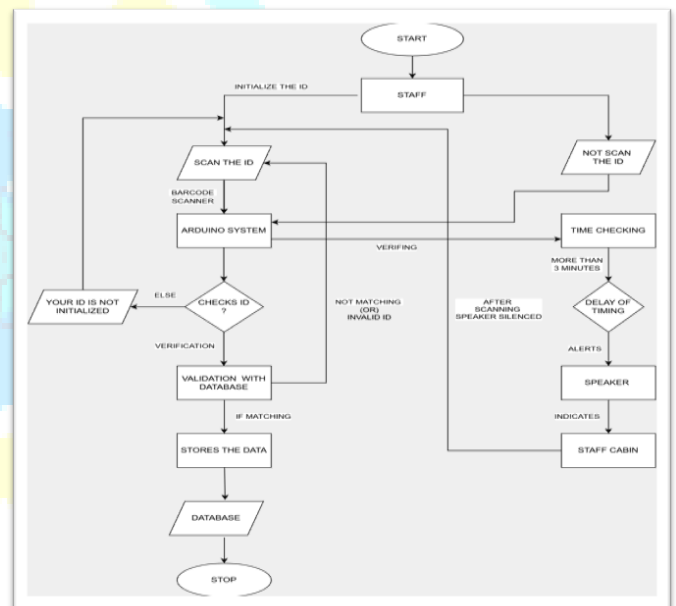 START
INITIALIZE THE ID
STAFF
SCAN THE ID
NOT SCAN
THE ID
BARCODE
SCANNER
ARDUINO SYSTEM
TIME CHECKING
VERIFING
MORE THAN
3 MINUTES
YOUR ID IS NOT
INITIALIZED
ELSE
CHECKS ID
?
NOT MATCHING
(OR)
INVALID ID
AFTER
SCANNING
SPEAKER SILENCED
DELAY OF
TIMING
VERIFICATION
ALERTS
VALIDATION WITH
DATABASE
SPEAKER
IF MATCHING
INDICATES
STORES THE DATA
STAFF CABIN
DATABASE
STOP